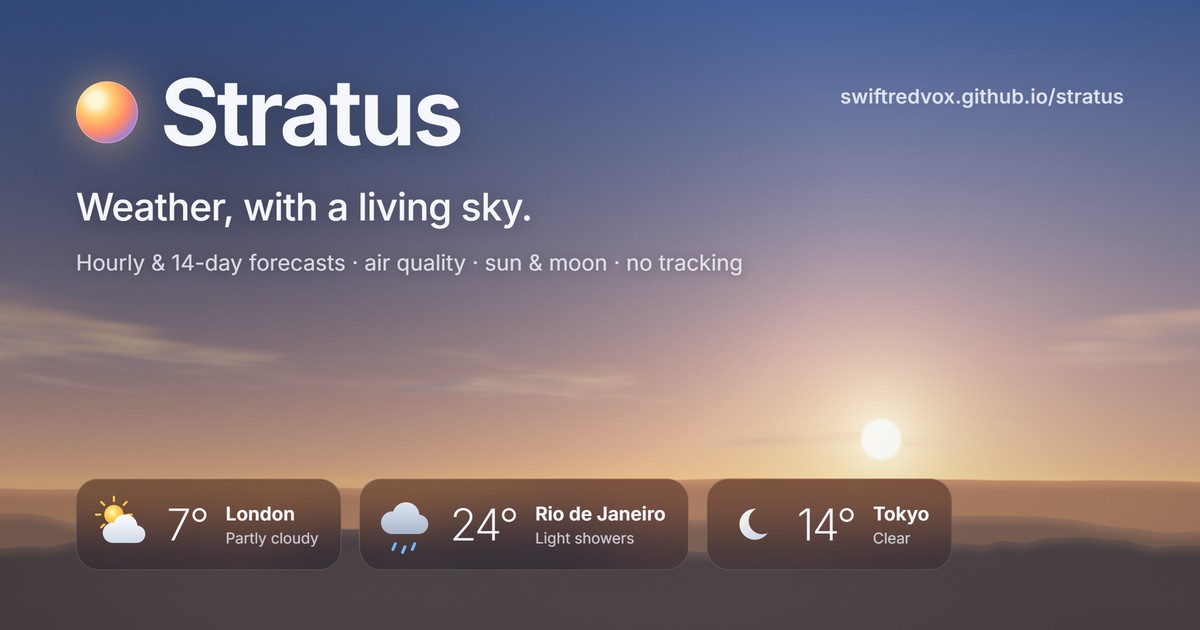 Stratus
swiftredvox.github.io/stratus
Weather, with a living sky.
Hourly & 14-day forecasts · air quality · sun & moon · no tracking
7° London
Partly cloudy
24° Rio de Janeiro
Light showers
14° Tokyo
Clear